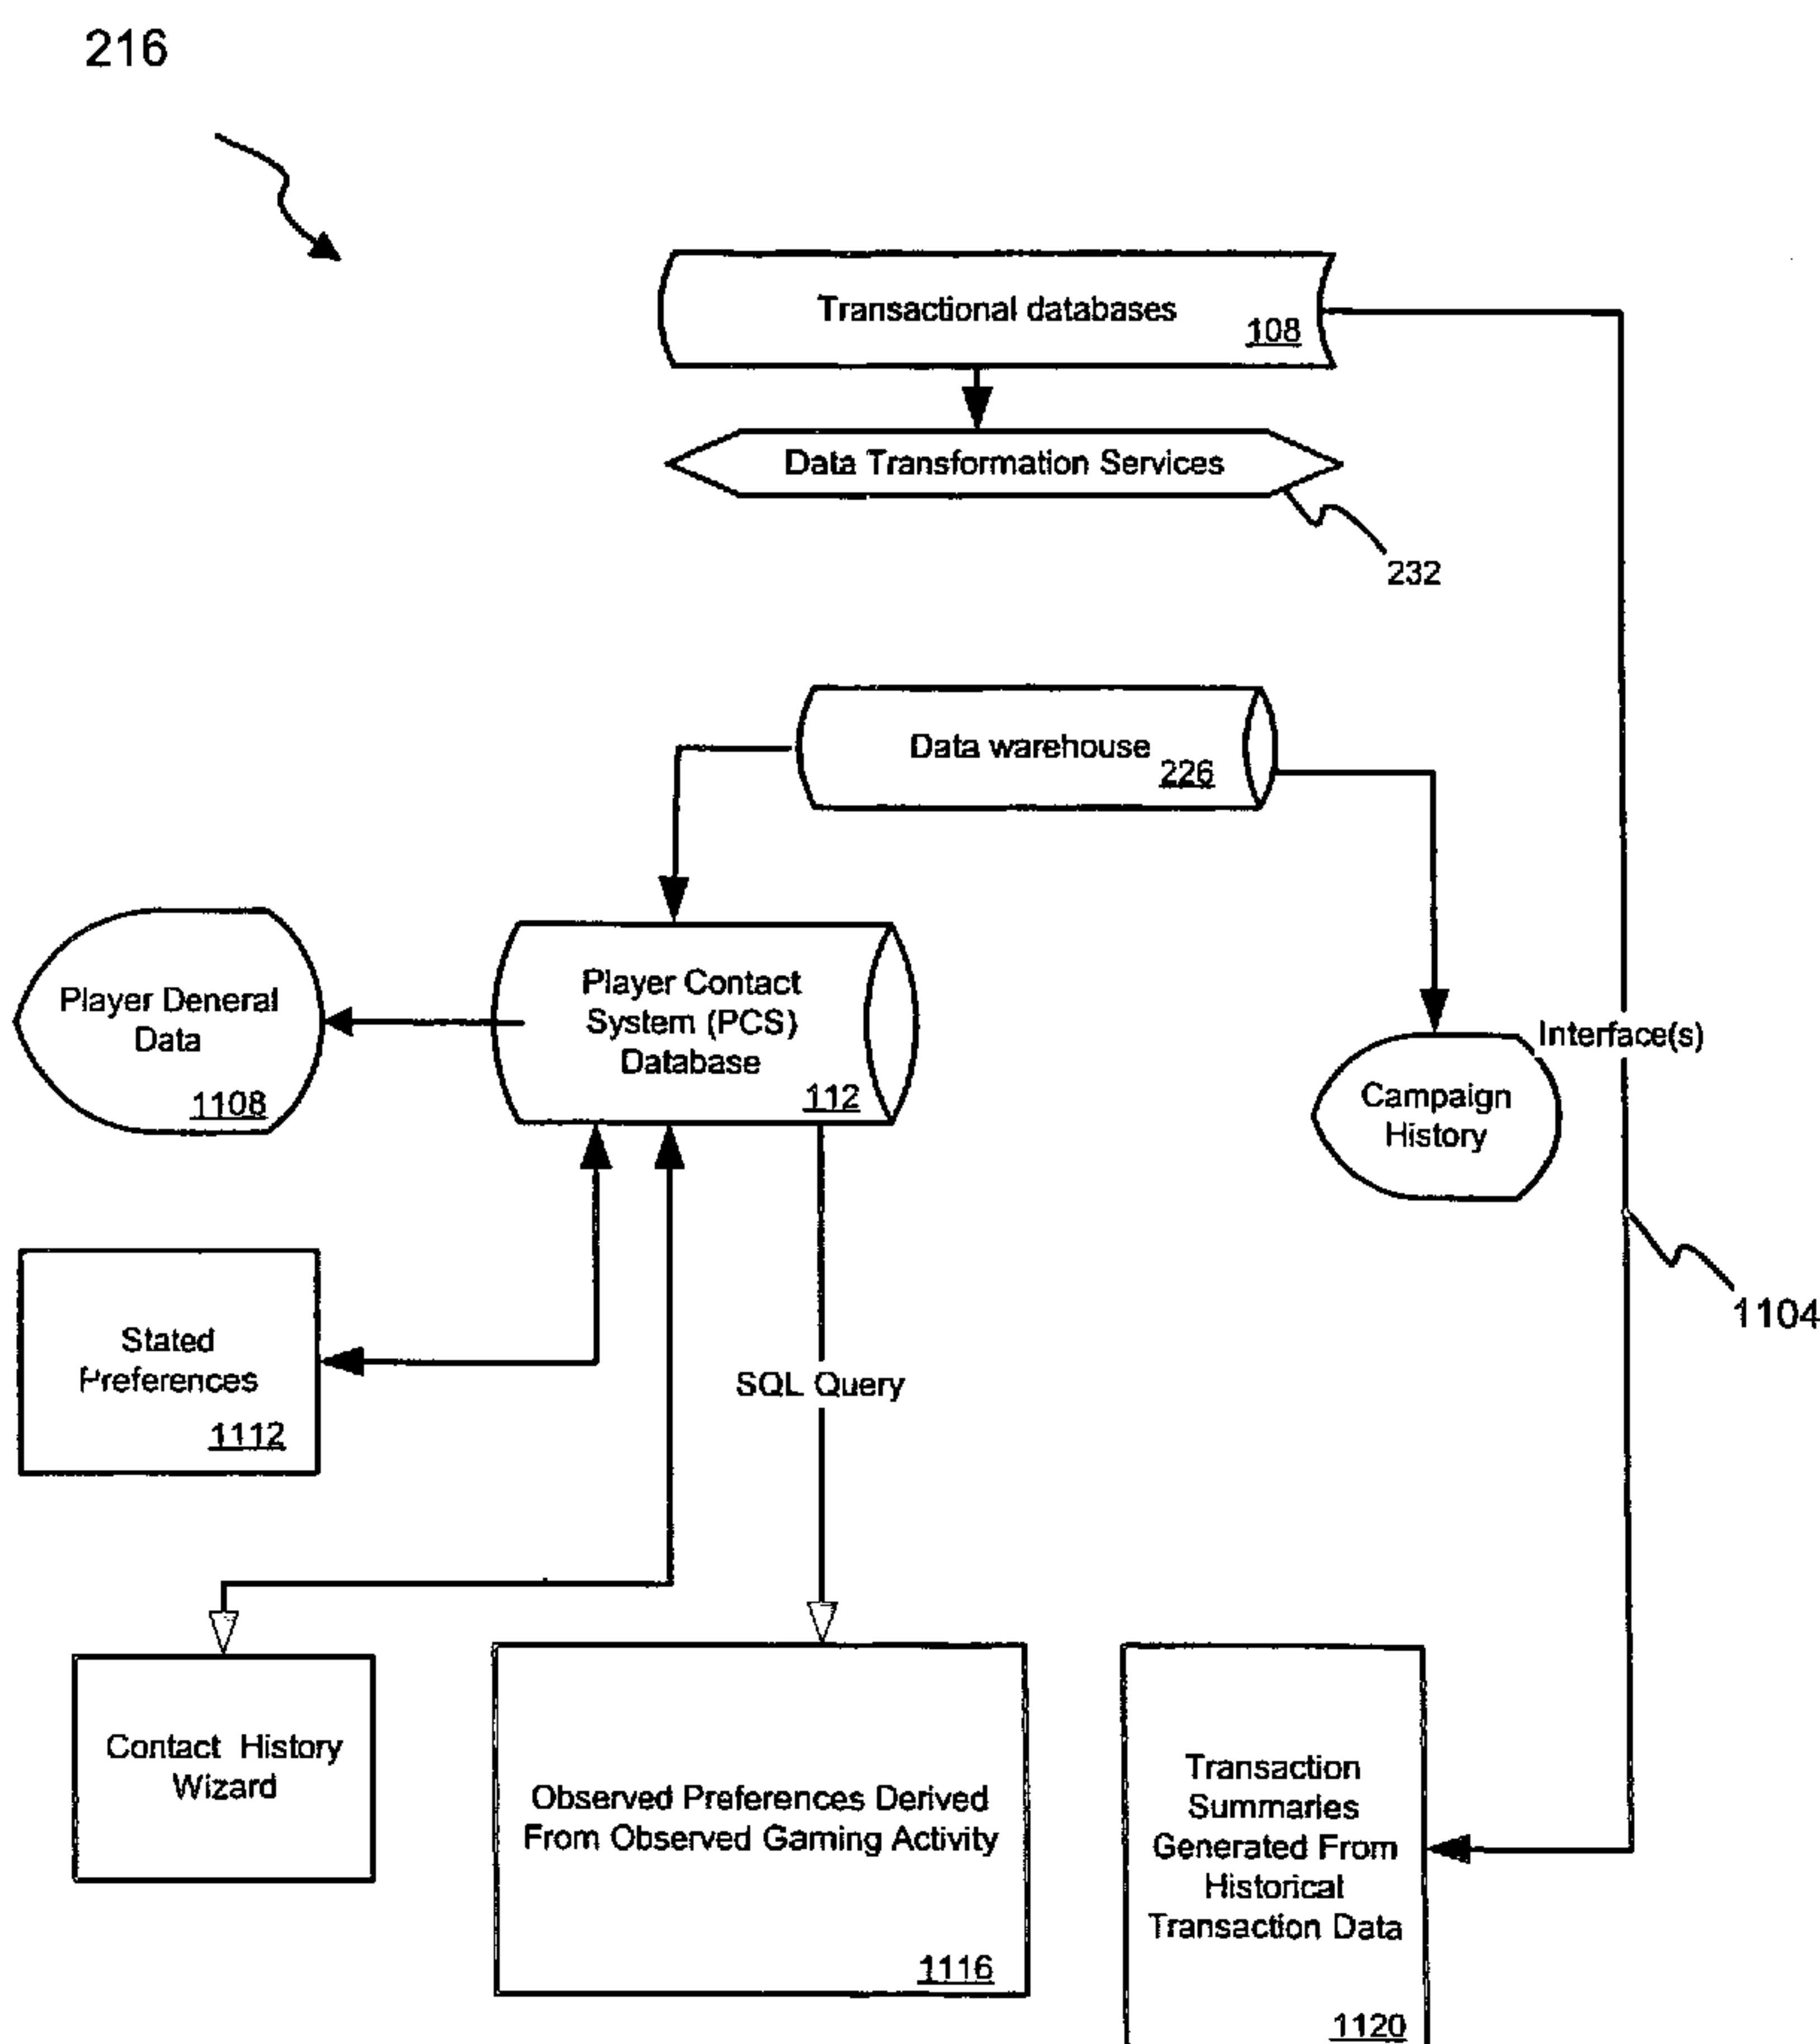 216
Transactional databases
108
Data Transformation Services
232
Data warehouse
226
Player Deneral
Data
1108
Player Contact
System (PCS)
Database
112
Interface(s)
Campaign
History
1104
Stated
Preferences
1112
SQL Query
Contact History
Wizard
Observed Preferences Derived
From Observed Gaming Activity
1116
Transaction
Summaries
Generated From
Historical
Transaction Data
1120